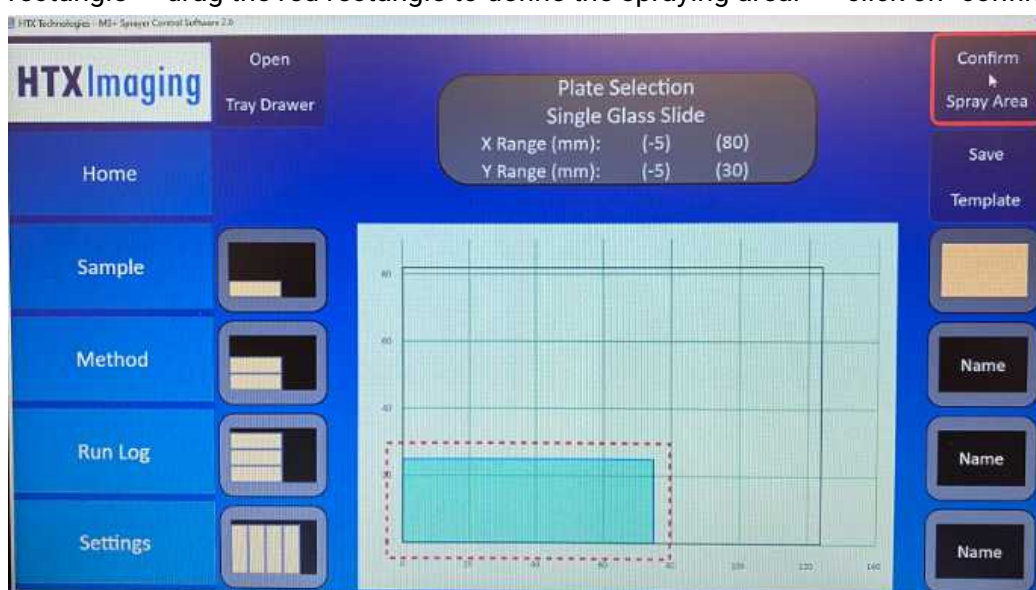 rectangle → drag the red rectangle to define the spraying area. → click on "confirm
HTX Technologies - M3+ Sprayer Control Software 2.0
HTXImaging
Open
Tray Drawer
Plate Selection
Single Glass Slide
X Range (mm): (-5) (80)
Y Range (mm): (-5) (30)
Confirm
Spray Area
Save
Template
Home
Sample
Method
Run Log
Settings
Name
Name
Name
80
60
40
20
0
20
40
60
80
100
120
140